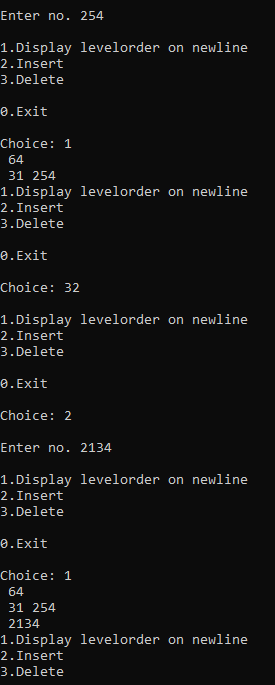 Enter no. 254
1.Display levelorder on newline
2.Insert
3.Delete
0.Exit
Choice: 1
64
31 254
1.Display levelorder on newline
2.Insert
3.Delete
0.Exit
Choice: 32
1.Display levelorder on newline
2.Insert
3.Delete
0.Exit
Choice: 2
Enter no. 2134
1.Display levelorder on newline
2.Insert
3.Delete
0.Exit
Choice: 1
64
31 254
2134
1.Display levelorder on newline
2.Insert
3.Delete